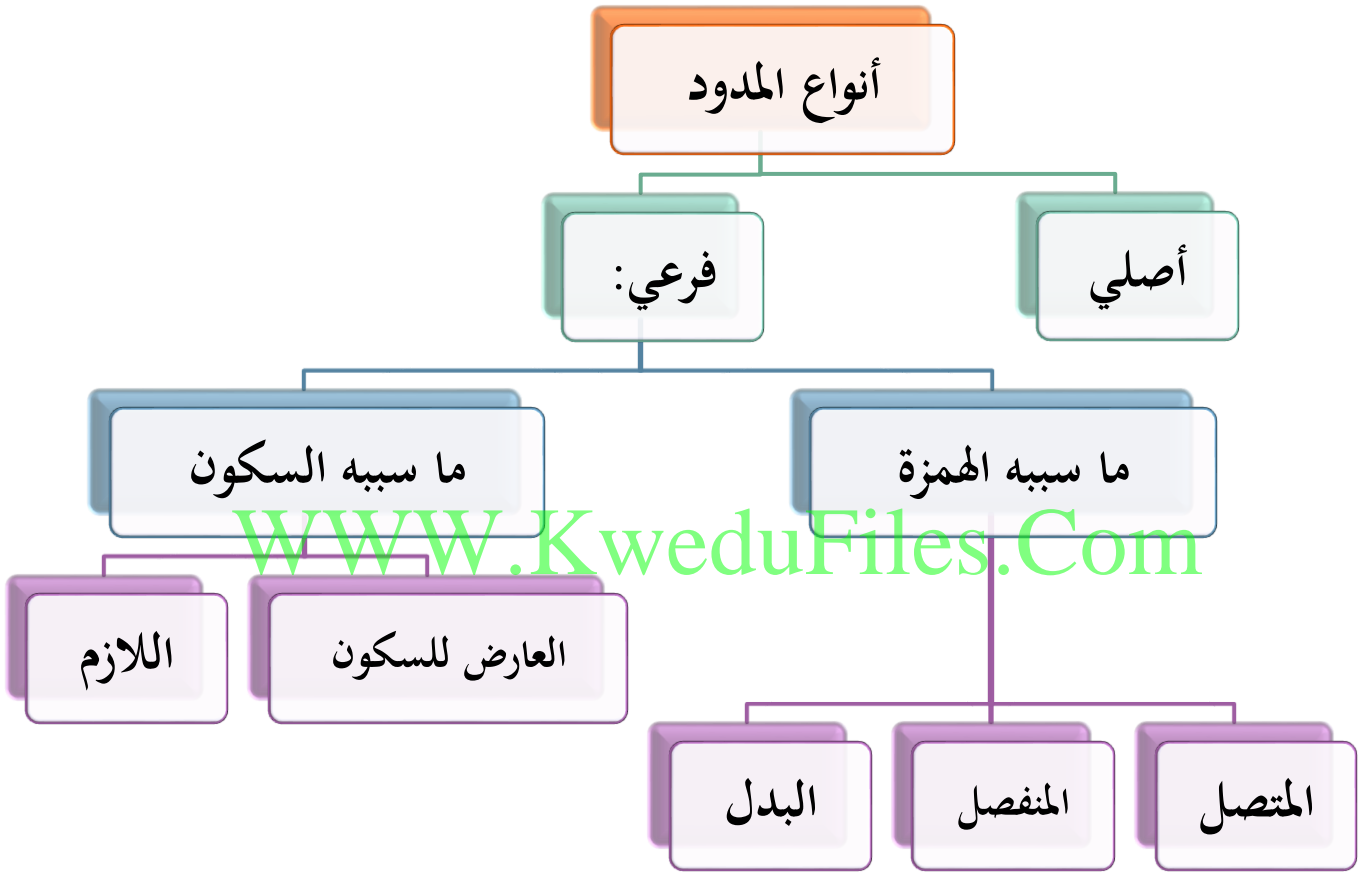 أنواع المدود
أصلي
فرعي:
ما سببه الهمزة
ما سببه السكون
WWW.KweduFiles.Com
العارض للسكون
اللازم
المتصل
المنفصل
البدل